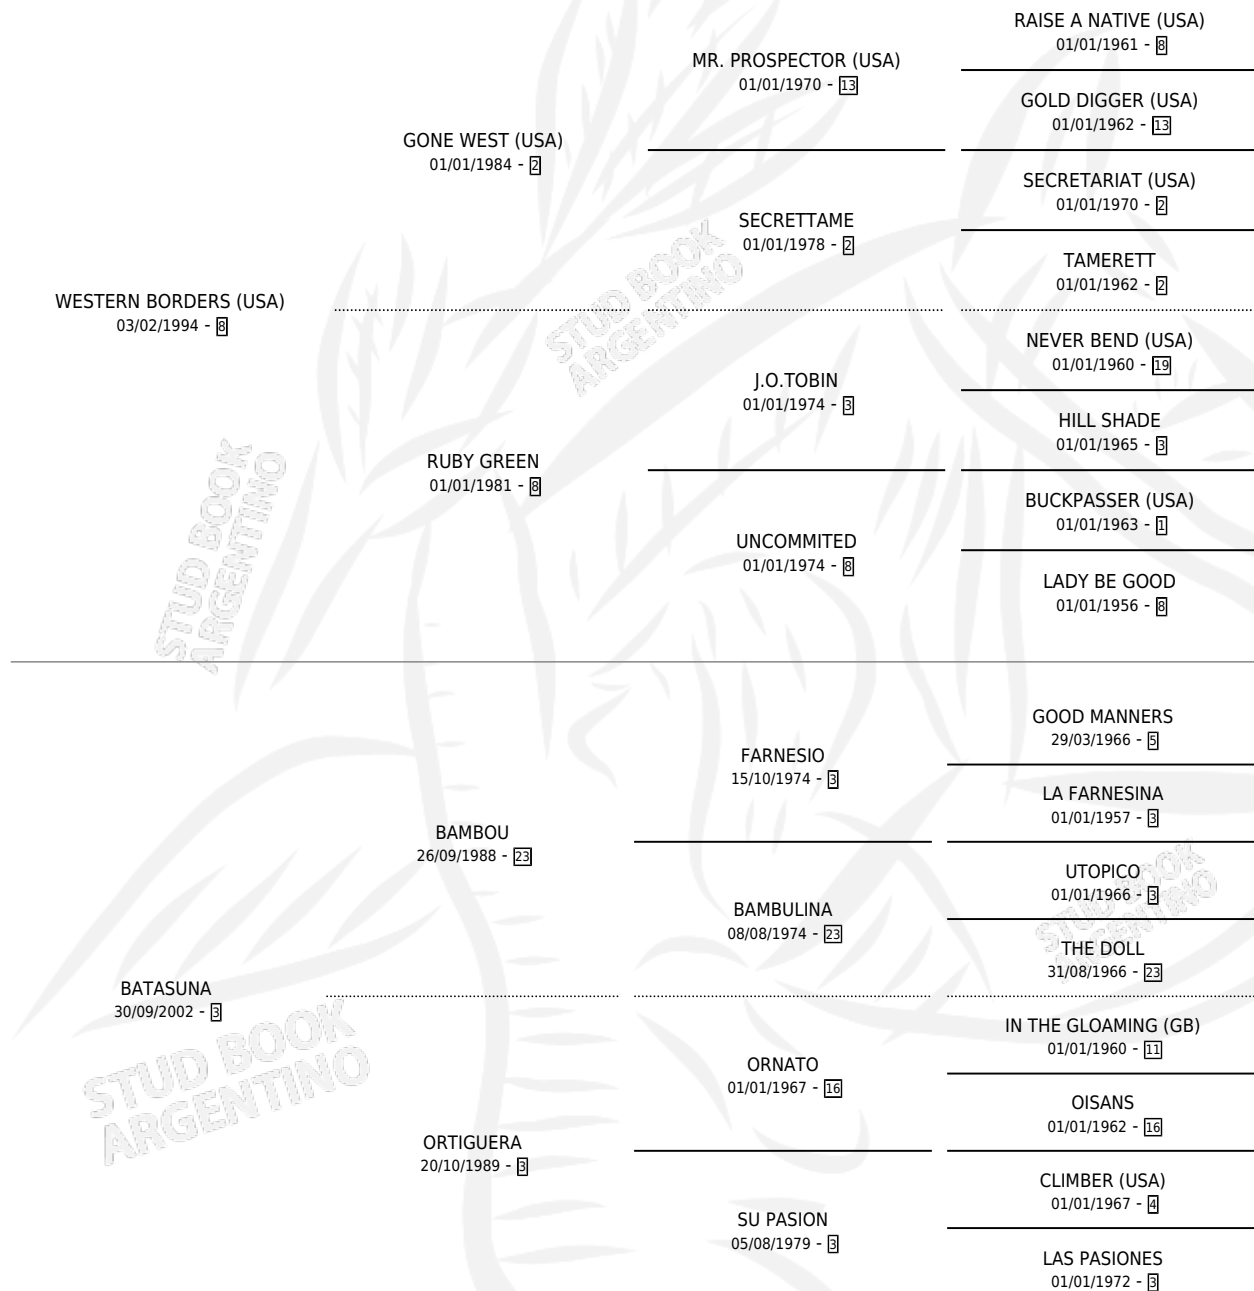 RAISE A NATIVE (USA)
01/01/1961 - 8
MR. PROSPECTOR (USA)
01/01/1970 - 13
GOLD DIGGER (USA)
01/01/1962 - 13
GONE WEST (USA)
01/01/1984 - 2
SECRETARIAT (USA)
01/01/1970 - 2
SECRETTAME
01/01/1978 - 2
TAMERETT
01/01/1962 - 2
WESTERN BORDERS (USA)
03/02/1994 - 8
NEVER BEND (USA)
01/01/1960 - 19
J.O.TOBIN
01/01/1974 - 3
HILL SHADE
01/01/1965 - 3
RUBY GREEN
01/01/1981 - 8
BUCKPASSER (USA)
01/01/1963 - 1
UNCOMMITED
01/01/1974 - 8
LADY BE GOOD
01/01/1956 - 8
GOOD MANNERS
29/03/1966 - 5
FARNESIO
15/10/1974 - 3
LA FARNESINA
01/01/1957 - 3
BAMBOU
26/09/1988 - 23
UTOPICO
01/01/1966 - 3
BAMBULINA
08/08/1974 - 23
THE DOLL
31/08/1966 - 23
BATASUNA
30/09/2002 - 3
IN THE GLOAMING (GB)
01/01/1960 - 11
ORNATO
01/01/1967 - 16
OISANS
01/01/1962 - 16
ORTIGUERA
20/10/1989 - 3
CLIMBER (USA)
01/01/1967 - 4
SU PASION
05/08/1979 - 3
LAS PASIONES
01/01/1972 - 3
STUD BOOK
ARGENTINO
STUD BOOK
ARGENTINO
STUD BOOK
ARGENTINO
STUD BOOK
ARGENTINO